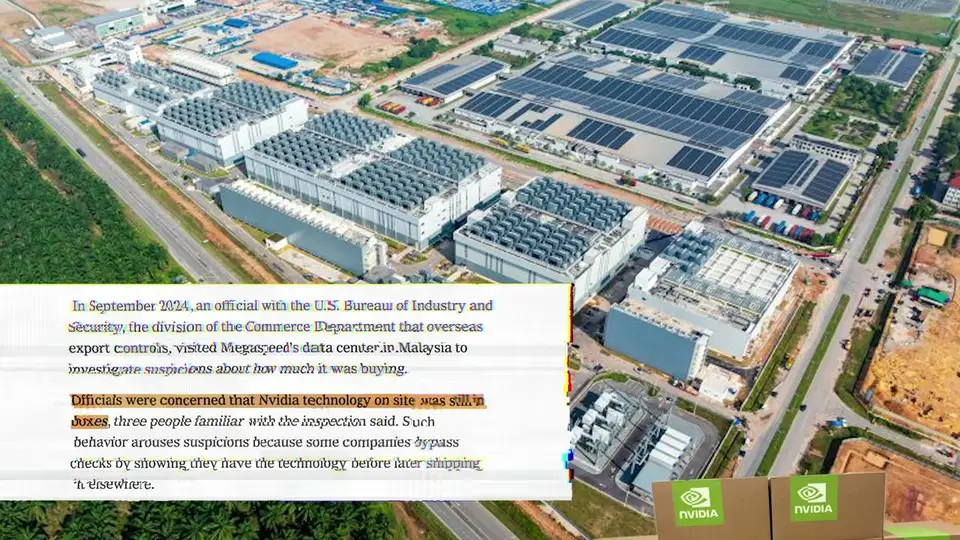 In September 2024, an official with the U.S. Bureau of Industry and
Security, the division of the Commerce Department that overseas
export controls, visited Megaspeed's data center in Malaysia to
investigate suspicions about how much it was buying.
Officials were concerned that Nvidia technology on site was still in
boxes, three people familiar with the inspection said. Such
behavior arouses suspicions because some companies bypass
checks by showing they have the technology before later shipping
it elsewhere.
NVIDIA
NVIDIA